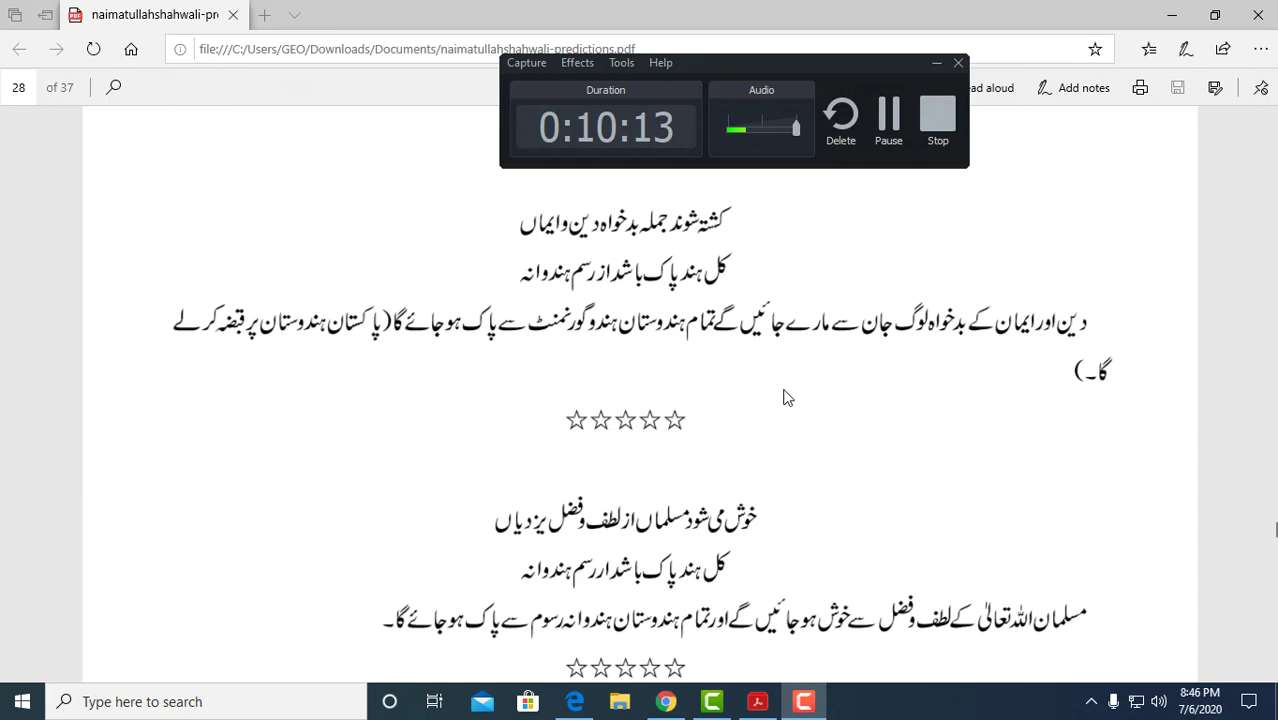 naimatullahshahwali-pre
file:///C:/Users/GEO/Downloads/Documents/naimatullahshahwali-predictions.pdf
Capture Effects Tools Help
28 of 37
Duration
Audio
0:10:13
Delete Pause Stop
ead aloud
Add notes
کشتہ شوند جملہ بدخواہ دین و ایماں
کل ہند پاک باشد از رسم ہندوانہ
دین اور ایمان کے بدخواہ لوگ جان سے مارے جائیں گے تمام ہندوستان ہندو گورنمنٹ سے پاک ہو جائے گا (پاکستان ہندوستان پر قبضہ کر لے
گا۔)
☆☆☆☆☆
خوش می شود مسلماں از لطف و فضل یزدیاں
کل ہند پاک باشد ار رسم ہندوانہ
مسلمان اللہ تعالیٰ کے لطف و فضل سے خوش ہو جائیں گے اور تمام ہندوستان ہندوانہ رسوم سے پاک ہو جائے گا۔
☆☆☆☆☆
Type here to search
8:46 PM
7/6/2020